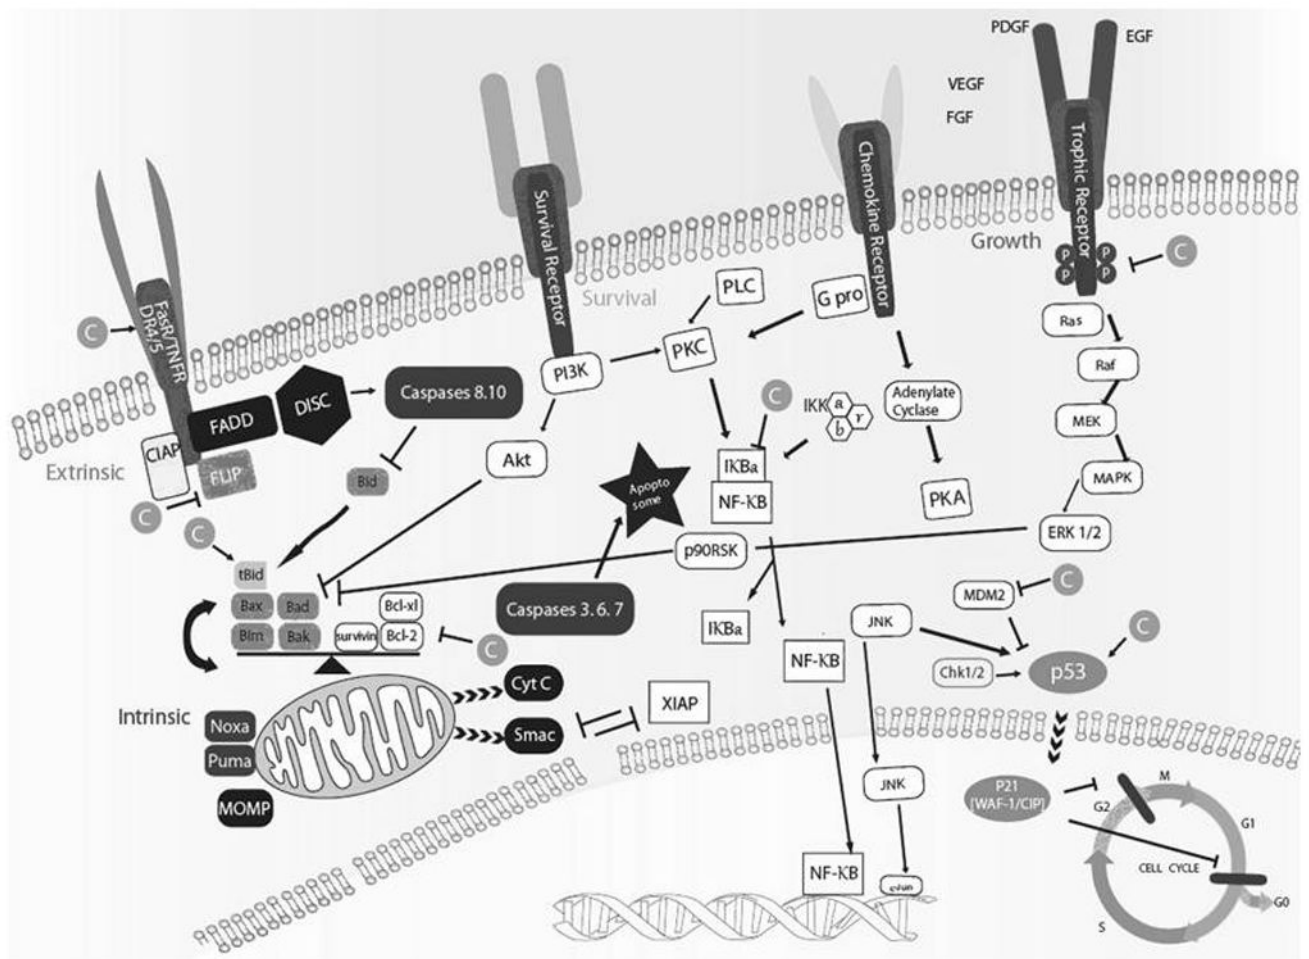 PDGF
EGF
VEGF
FGF
Trophic Receptor
Chemokine Receptor
Survival Receptor
FasR/TNFR
DR4/5
Growth
P
P
P
P
C
Survival
PLC
G pro
Ras
C
PKC
Raf
PI3K
Caspases 8.10
DISC
FADD
C
IKK
a
b
γ
Adenylate
Cyclase
MEK
CIAP
FLIP
Extrinsic
Akt
IKBa
NF-KB
MAPK
Bid
Apopto
some
PKA
C
C
p90RSK
ERK 1/2
tBid
Bax
Bad
Bcl-xl
Bim
Bak
survivin
Bcl-2
C
Caspases 3. 6. 7
IKBa
MDM2
C
JNK
C
NF-KB
Chk1/2
p53
Cyt C
XIAP
Intrinsic
Noxa
Smac
Puma
MOMP
JNK
P21
[WAF-1/CIP]
M
G2
G1
CELL CYCLE
G0
S
NF-KB